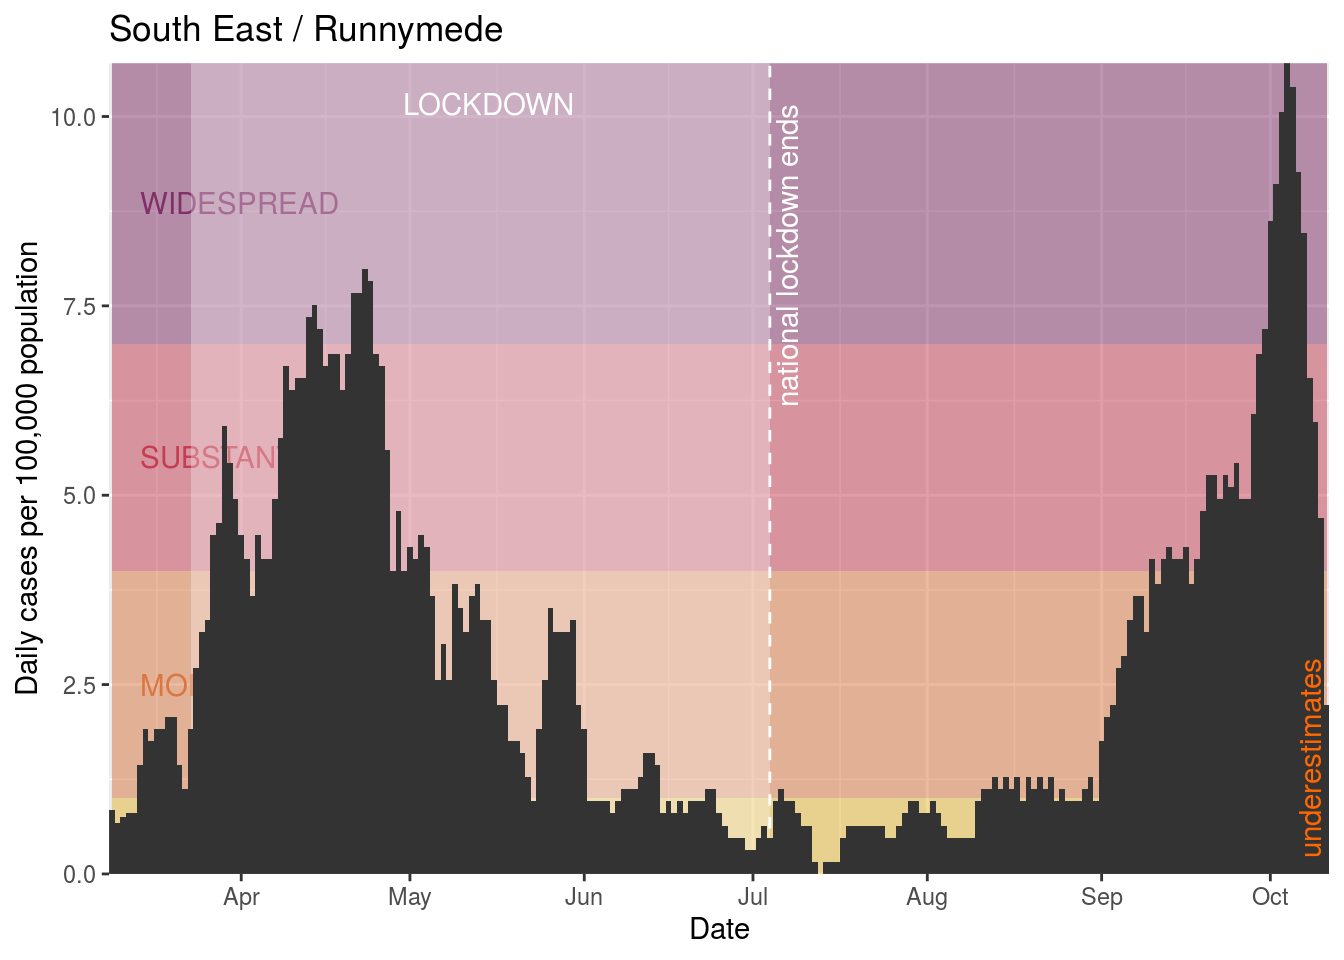 South East / Runnymede
Daily cases per 100,000 population
10.0
7.5
5.0
2.5
0.0
LOCKDOWN
WIDESPREAD
SUBSTAN
MOD
national lockdown ends
underestimates
Apr
May
Jun
Jul
Aug
Sep
Oct
Date